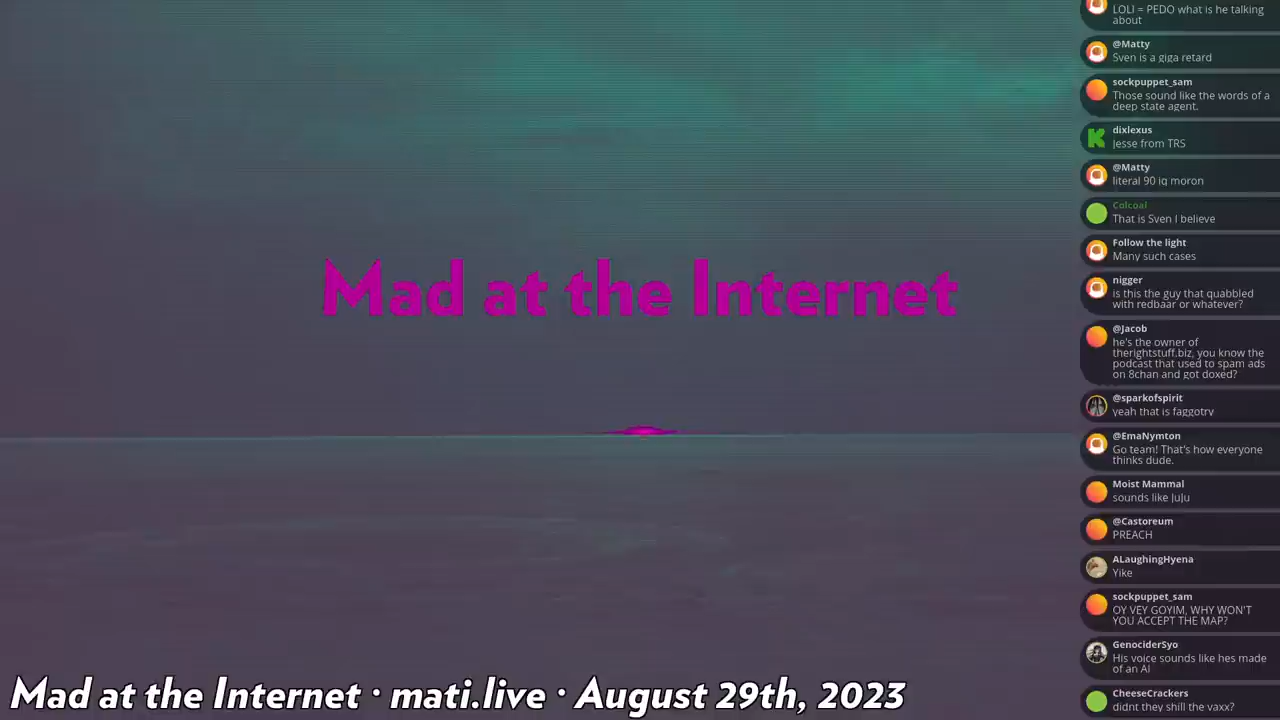 Mad at the Internet
Mad at the Internet · mati.live · August 29th, 2023
LOLI = PEDO what is he talking
about
@Matty
Sven is a giga retard
sockpuppet_sam
Those sound like the words of a
deep state agent.
dixlexus
Jesse from TRS
@Matty
literal 90 iq moron
Colcoal
That is Sven I believe
Follow the light
Many such cases
nigger
is this the guy that quabbled
with redbaar or whatever?
@Jacob
he's the owner of
therightstuff.biz, you know the
podcast that used to spam ads
on 8chan and got doxed?
@sparkofspirit
yeah that is faggotry
@EmaNymton
Go team! That's how everyone
thinks dude.
Moist Mammal
sounds like JuJu
@Castoreum
PREACH
ALaughingHyena
Yike
sockpuppet_sam
OY VEY GOYIM, WHY WON'T
YOU ACCEPT THE MAP?
GenociderSyo
His voice sounds like hes made
of an AI
CheeseCrackers
didnt they shill the vaxx?